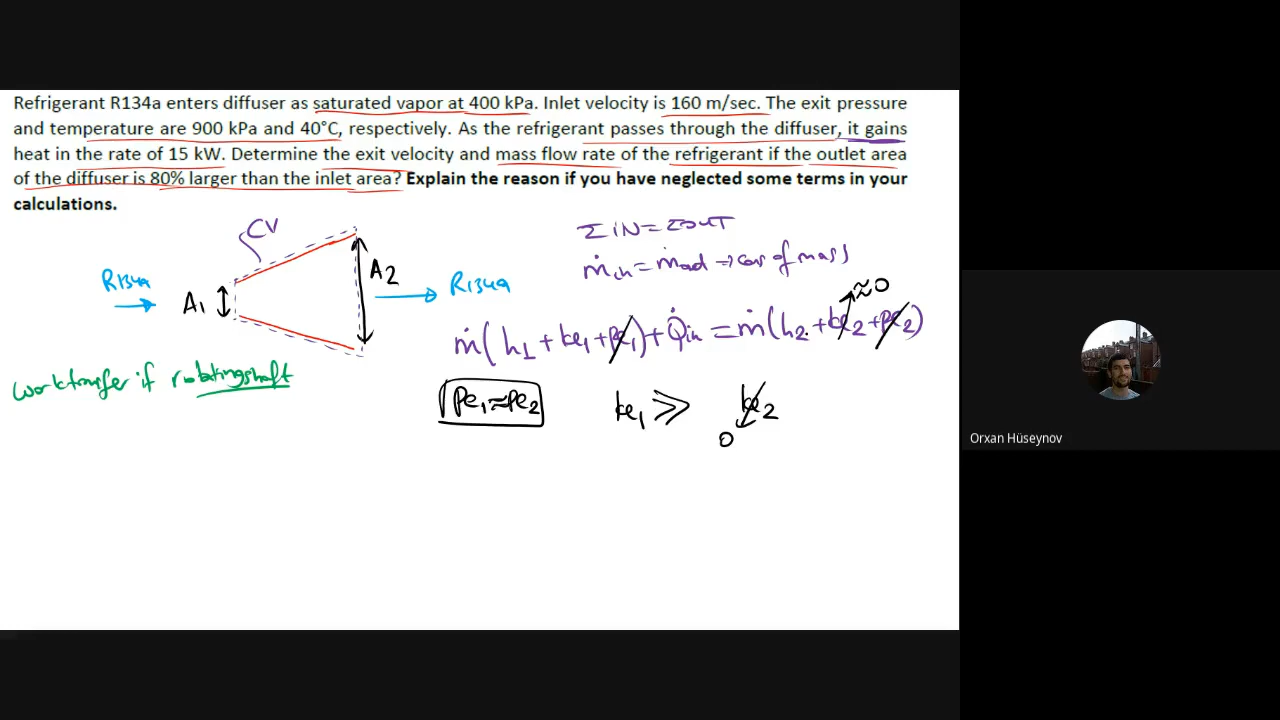 Refrigerant R134a enters diffuser as saturated vapor at 400 kPa. Inlet velocity is 160 m/sec. The exit pressure
and temperature are 900 kPa and 40°C, respectively. As the refrigerant passes through the diffuser, it gains
heat in the rate of 15 kW. Determine the exit velocity and mass flow rate of the refrigerant if the outlet area
of the diffuser is 80% larger than the inlet area? Explain the reason if you have neglected some terms in your
calculations.
CV
ΣIN=ΣOUT
ṁin = ṁout → cons of mass
R134a
A1
A2
R134a
≈0
ṁ(h1+ke1+pe1)+Q̇in=ṁ(h2+ke2+pe2)
work transfer if rotating shaft
pe1≈pe2
ke1 >> ke2
0
Orxan Hüseynov